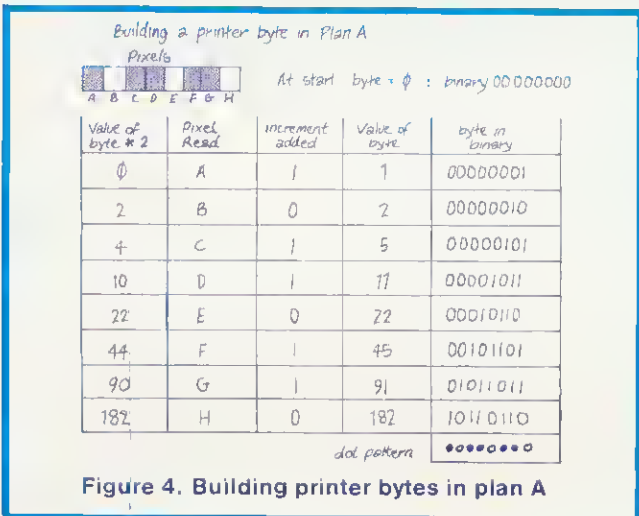 Building a printer byte in Plan A
Pixels
At start byte = ø : binary 00000000
A B C D E F G H
Value of byte * 2 Pixel Read increment added Value of byte byte in binary
ø A 1 1 00000001
2 B 0 2 00000010
4 C 1 5 00000101
10 D 1 11 00001011
22 E 0 22 00010110
44 F 1 45 00101101
90 G 1 91 01011011
182 H 0 182 10110110
dot pattern
Figure 4. Building printer bytes in plan A